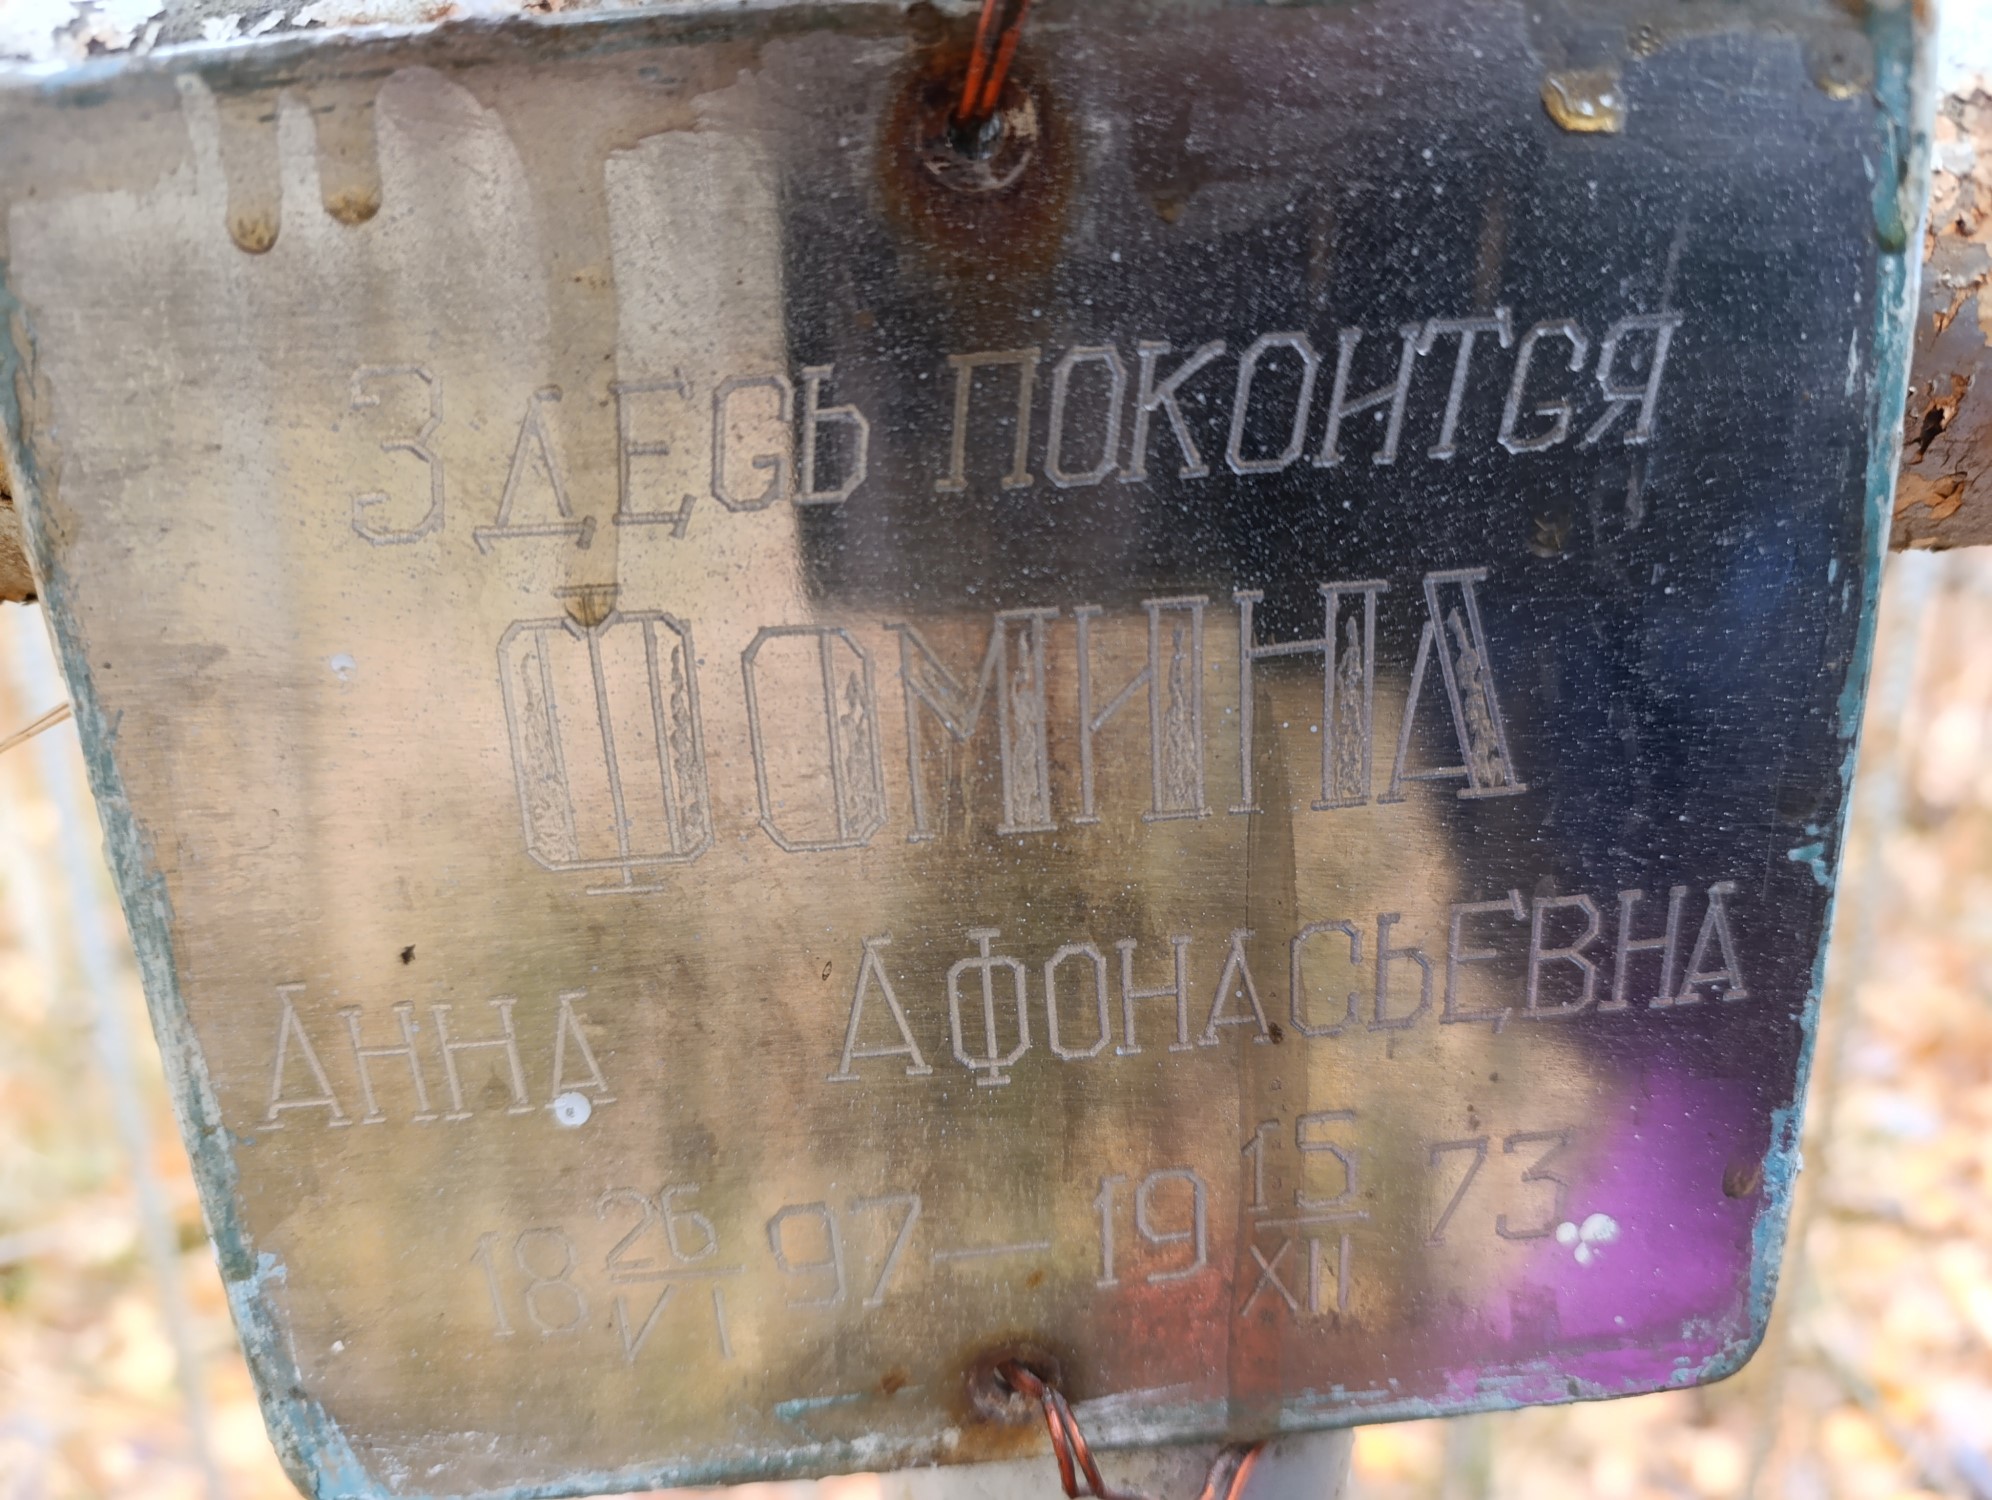 ЗДЕСЬ ПОКОИТСЯ
ФОМИНА
АННА АФОНАСЬЕВНА
18 26/VI 97 — 19 15/XII 73